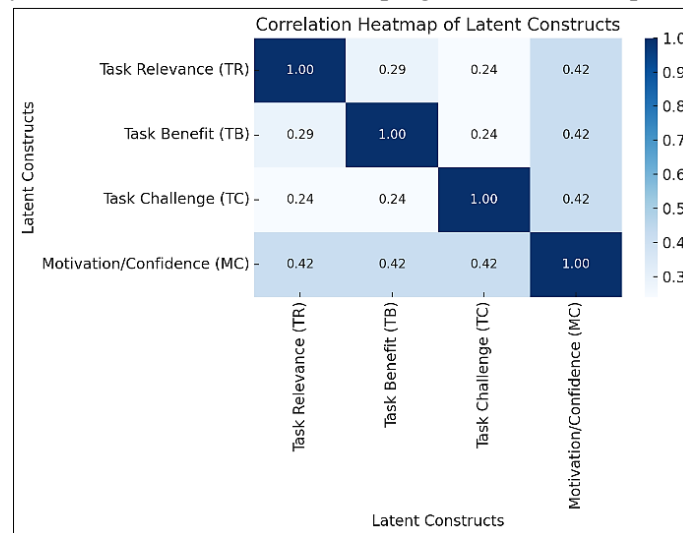 Correlation Heatmap of Latent Constructs
Latent Constructs
Task Relevance (TR) 1.00 0.29 0.24 0.42
Task Benefit (TB) 0.29 1.00 0.24 0.42
Task Challenge (TC) 0.24 0.24 1.00 0.42
Motivation/Confidence (MC) 0.42 0.42 0.42 1.00
Task Relevance (TR)
Task Benefit (TB)
Task Challenge (TC)
Motivation/Confidence (MC)
Latent Constructs
1.0
0.9
0.8
0.7
0.6
0.5
0.4
0.3